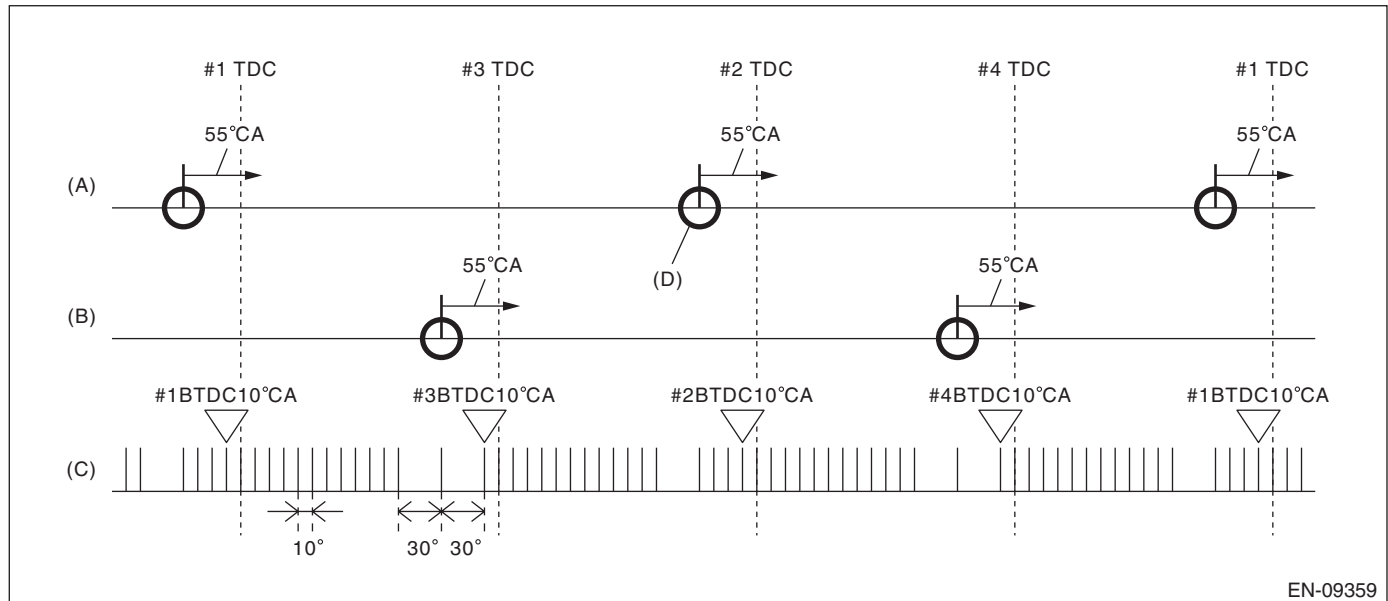 #1 TDC #3 TDC #2 TDC #4 TDC #1 TDC
55°CA 55°CA 55°CA
(A)
(D)
55°CA 55°CA
(B)
#1BTDC10°CA #3BTDC10°CA #2BTDC10°CA #4BTDC10°CA #1BTDC10°CA
(C)
10° 30° 30°
EN-09359